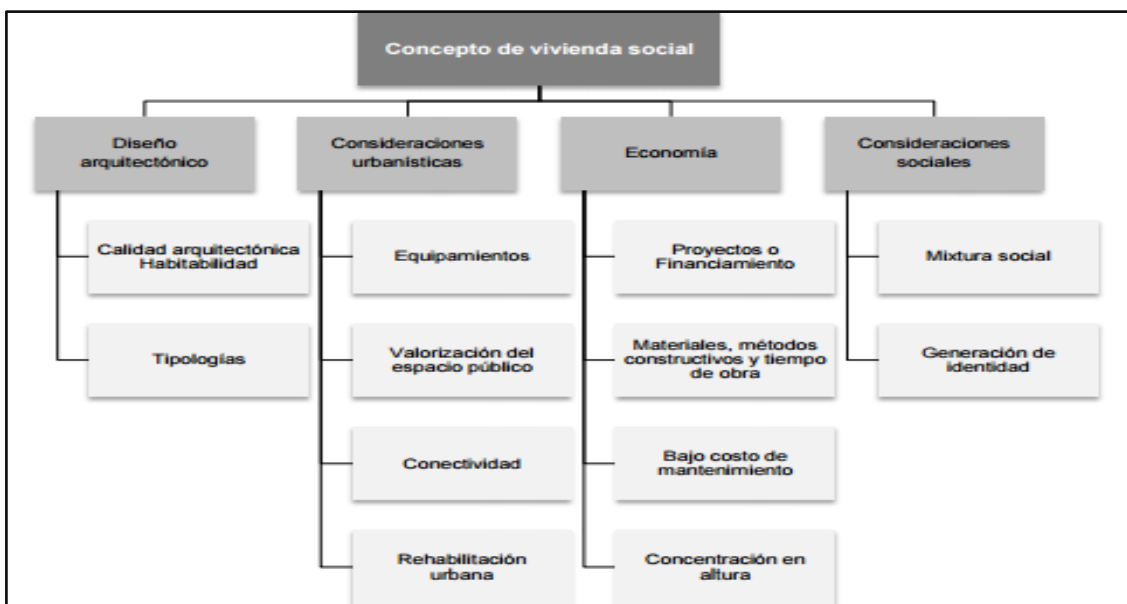 Concepto de vivienda social
Diseño
arquitectónico
Calidad arquitectónica
Habitabilidad
Tipologías
Consideraciones
urbanísticas
Equipamientos
Valorización del
espacio público
Conectividad
Rehabilitación
urbana
Economía
Proyectos o
Financiamiento
Materiales, métodos
constructivos y tiempo
de obra
Bajo costo de
mantenimiento
Concentración en
altura
Consideraciones
sociales
Mixtura social
Generación de
identidad